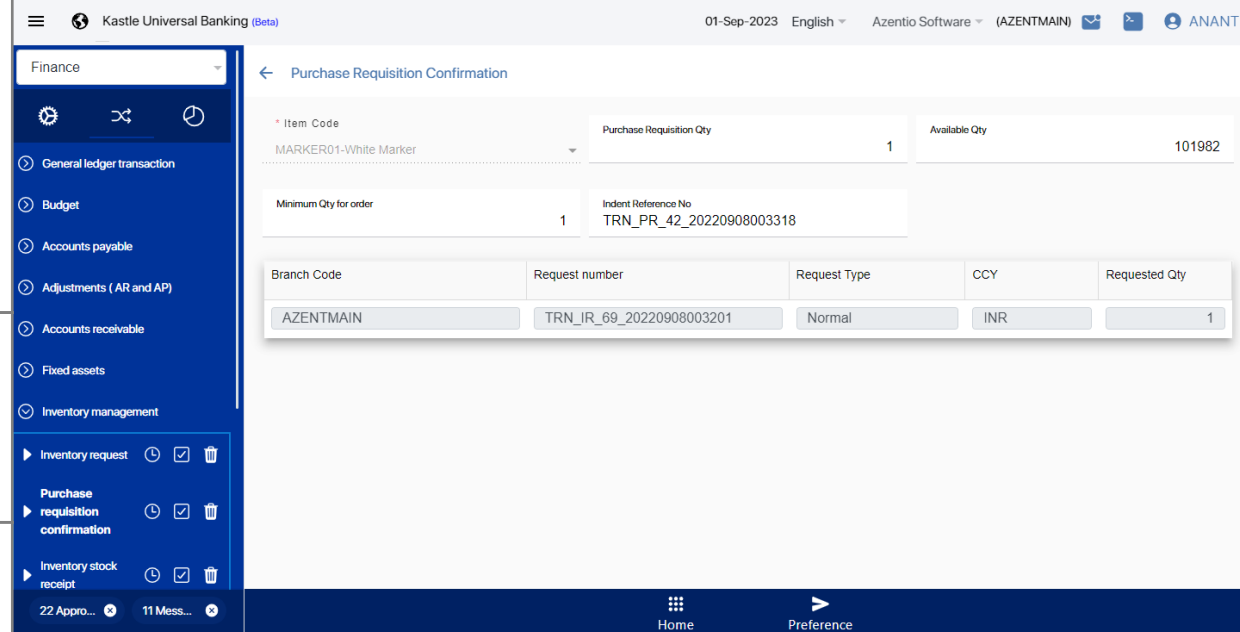 Kastle Universal Banking (Beta)
01-Sep-2023 English Azentio Software (AZENTMAIN) ANANT
Finance
Purchase Requisition Confirmation
* Item Code
MARKER01-White Marker
Purchase Requisition Qty
1
Available Qty
101982
Minimum Qty for order
1
Indent Reference No
TRN_PR_42_20220908003318
Branch Code Request number Request Type CCY Requested Qty
AZENTMAIN TRN_IR_69_20220908003201 Normal INR 1
General ledger transaction
Budget
Accounts payable
Adjustments ( AR and AP)
Accounts receivable
Fixed assets
Inventory management
Inventory request
Purchase
requisition
confirmation
Inventory stock
receipt
22 Appro... 11 Mess...
Home Preference